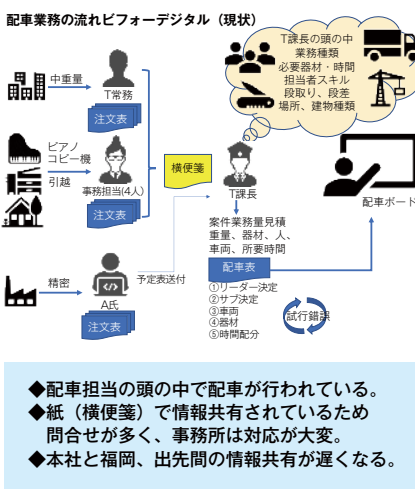 配車業務の流れビフォーデジタル（現状）
T課長の頭の中
業務種類
必要器材・時間
担当者スキル
段取り、段差
場所、建物種類
中重量
T常務
注文表
ピアノ
コピー機
引越
事務担当(4人)
注文表
横便箋
T課長
配車ボード
案件業務量見積
重量、器材、人、
車両、所要時間
配車表
①リーダー決定
②サブ決定
③車両
④器材
⑤時間配分
試行錯誤
精密
A氏
予定表送付
注文表
◆配車担当の頭の中で配車が行われている。
◆紙（横便箋）で情報共有されているため
問合せが多く、事務所は対応が大変。
◆本社と福岡、出先間の情報共有が遅くなる。